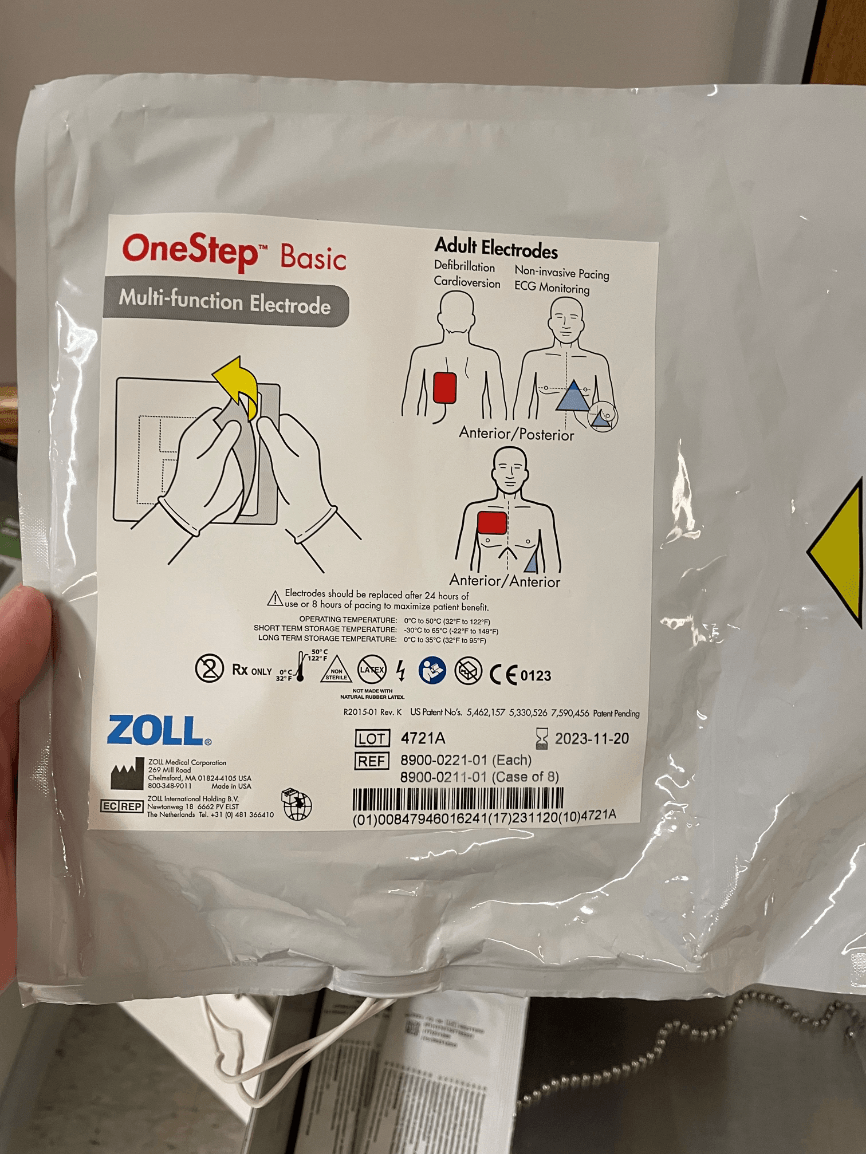 OneStep™ Basic
Multi-function Electrode
Adult Electrodes
Defibrillation Non-invasive Pacing
Cardioversion ECG Monitoring
Anterior/Posterior
Anterior/Anterior
Electrodes should be replaced after 24 hours of
use or 8 hours of pacing to maximize patient benefit.
OPERATING TEMPERATURE: 0°C to 50°C (32°F to 122°F)
SHORT TERM STORAGE TEMPERATURE: -30°C to 65°C (-22°F to 149°F)
LONG TERM STORAGE TEMPERATURE: 0°C to 35°C (32°F to 95°F)
2
Rx ONLY
0°C
32°F
50°C
122°F
NON
STERILE
LATEX
NOT MADE WITH
NATURAL RUBBER LATEX
CE 0123
R2015-01 Rev. K US Patent No's. 5,462,157 5,330,526 7,590,456 Patent Pending
ZOLL®
LOT 4721A
2023-11-20
REF 8900-0221-01 (Each)
8900-0211-01 (Case of 8)
(01)00847946016241(17)231120(10)4721A
ZOLL Medical Corporation
269 Mill Road
Chelmsford, MA 01824-4105 USA
800-348-9011 Made in USA
EC REP
ZOLL International Holding B.V.
Newtonweg 18 6662 PV ELST
The Netherlands Tel. +31 (0) 481 366410